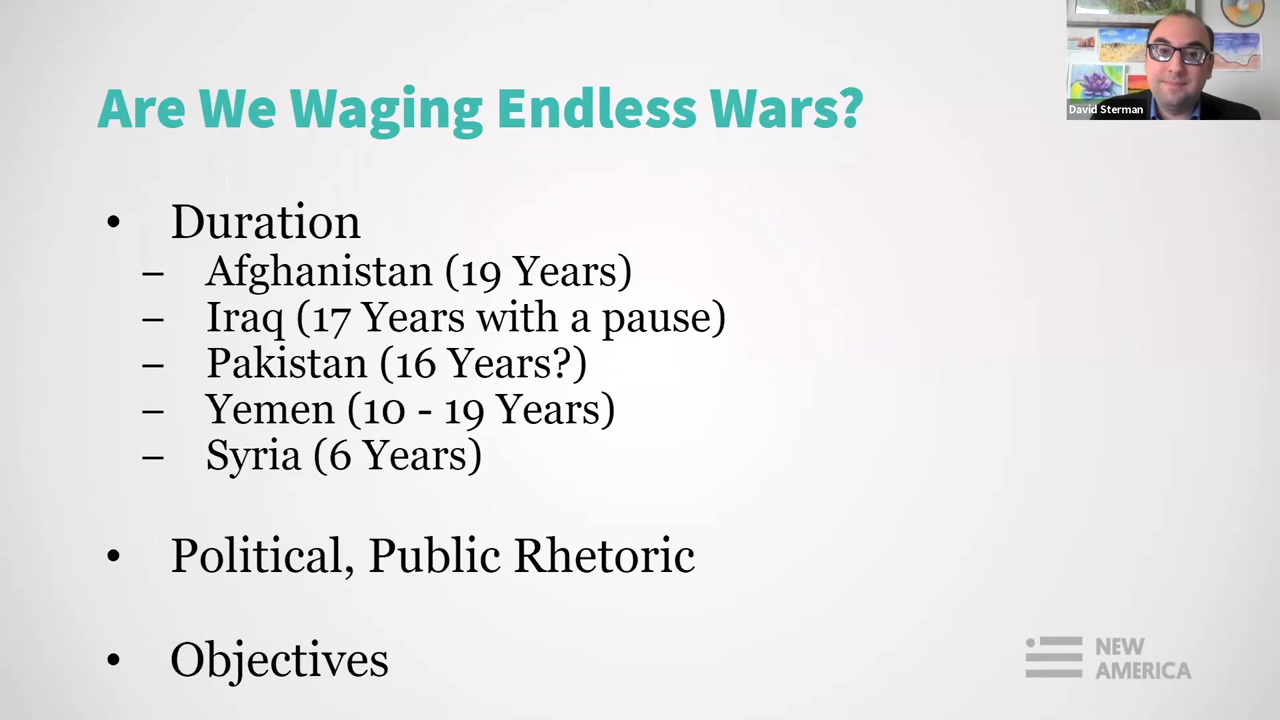 Are We Waging Endless Wars?
David Sterman
• Duration
– Afghanistan (19 Years)
– Iraq (17 Years with a pause)
– Pakistan (16 Years?)
– Yemen (10 - 19 Years)
– Syria (6 Years)
• Political, Public Rhetoric
• Objectives
NEW
AMERICA